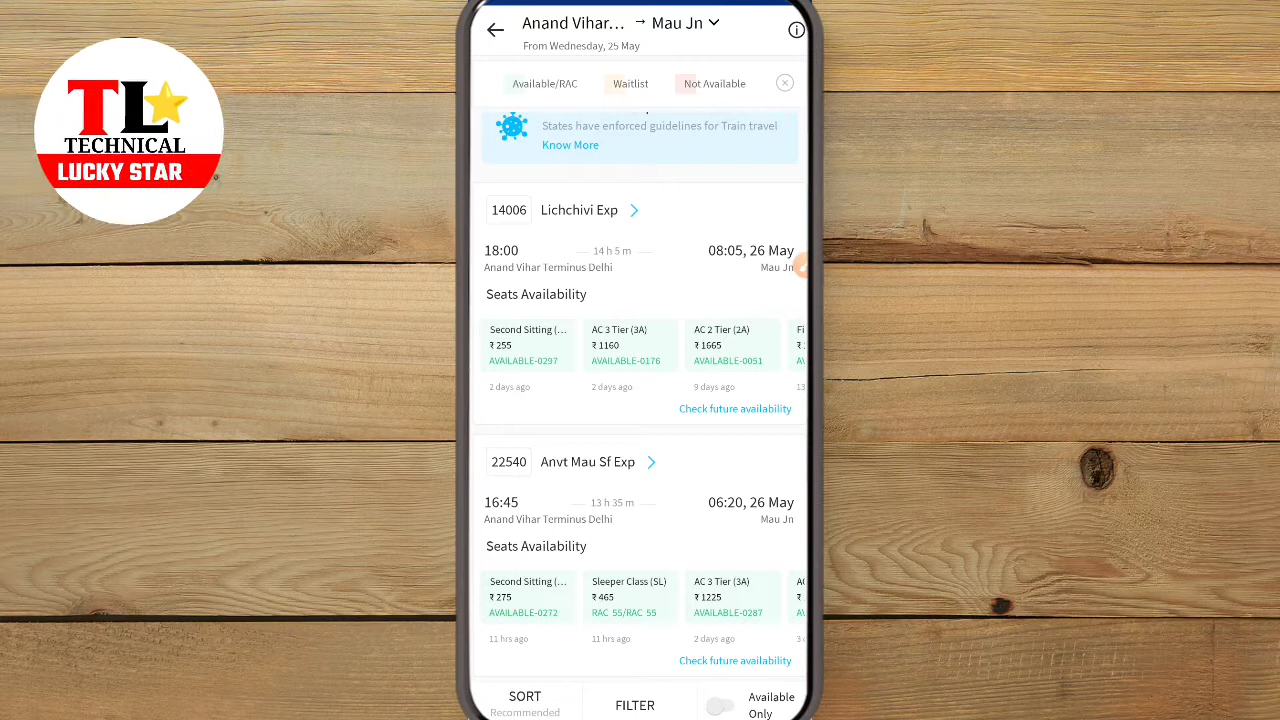 TL
TECHNICAL
LUCKY STAR
Anand Vihar... → Mau Jn
From Wednesday, 25 May
Available/RAC Waitlist Not Available
States have enforced guidelines for Train travel
Know More
14006 Lichchivi Exp
18:00 14 h 5 m 08:05, 26 May
Anand Vihar Terminus Delhi Mau Jn
Seats Availability
Second Sitting (... AC 3 Tier (3A) AC 2 Tier (2A) Fi
₹ 255 ₹ 1160 ₹ 1665 ₹
AVAILABLE-0297 AVAILABLE-0176 AVAILABLE-0051
2 days ago 2 days ago 9 days ago 13
Check future availability
22540 Anvt Mau Sf Exp
16:45 13 h 35 m 06:20, 26 May
Anand Vihar Terminus Delhi Mau Jn
Seats Availability
Second Sitting (... Sleeper Class (SL) AC 3 Tier (3A)
₹ 275 ₹ 465 ₹ 1225 ₹
AVAILABLE-0272 RAC 55/RAC 55 AVAILABLE-0287
11 hrs ago 11 hrs ago 2 days ago
Check future availability
SORT FILTER Available
Recommended Only